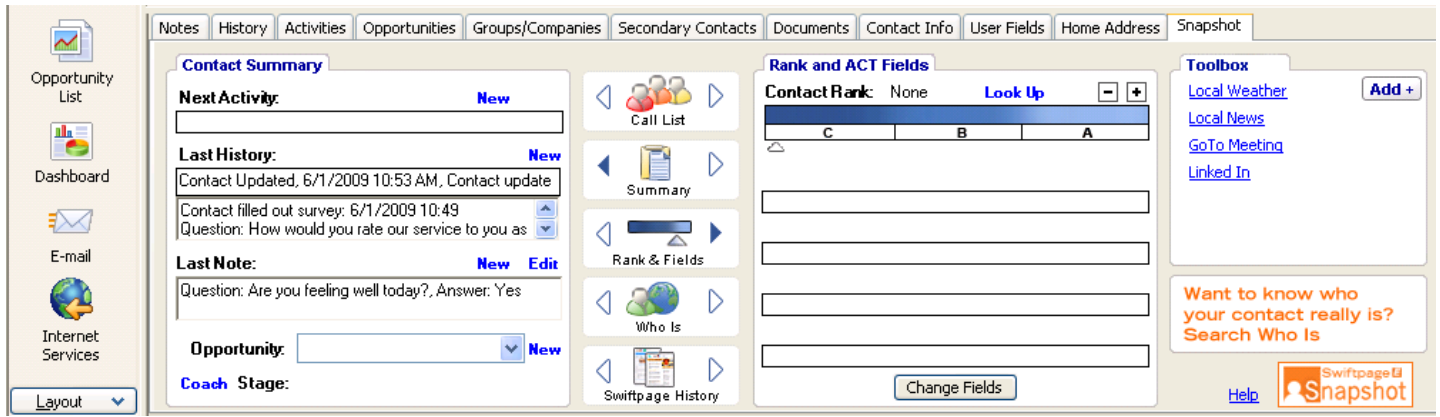 Opportunity
List
Dashboard
E-mail
Internet
Services
Layout
Notes History Activities Opportunities Groups/Companies Secondary Contacts Documents Contact Info User Fields Home Address Snapshot
Contact Summary
Next Activity: New
Last History: New
Contact Updated, 6/1/2009 10:53 AM, Contact update
Contact filled out survey: 6/1/2009 10:49
Question: How would you rate our service to you as
Last Note: New Edit
Question: Are you feeling well today?, Answer: Yes
Opportunity: New
Coach Stage:
Call List
Summary
Rank & Fields
Who Is
Swiftpage History
Rank and ACT Fields
Contact Rank: None Look Up - +
C B A
Change Fields
Toolbox
Local Weather Add +
Local News
GoTo Meeting
Linked In
Want to know who
your contact really is?
Search Who Is
Help
Swiftpage
Snapshot